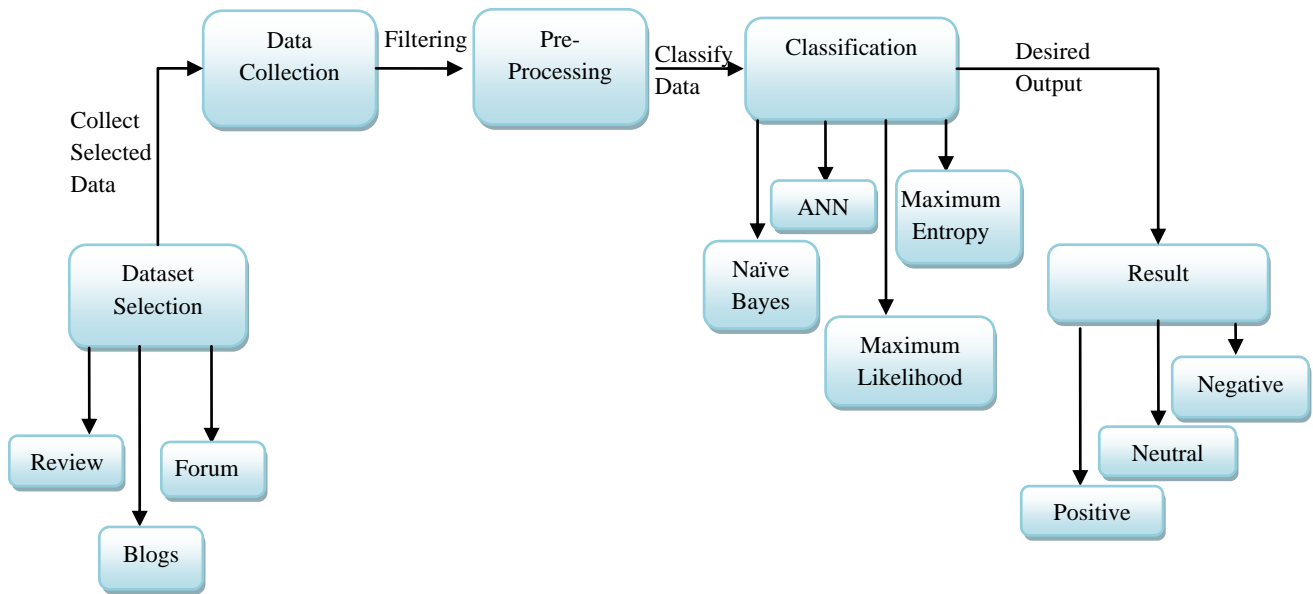 Data
Collection
Filtering
Pre-
Processing
Classify
Data
Classification
Desired
Output
Collect
Selected
Data
Dataset
Selection
Review
Blogs
Forum
Naïve
Bayes
ANN
Maximum
Likelihood
Maximum
Entropy
Result
Positive
Neutral
Negative